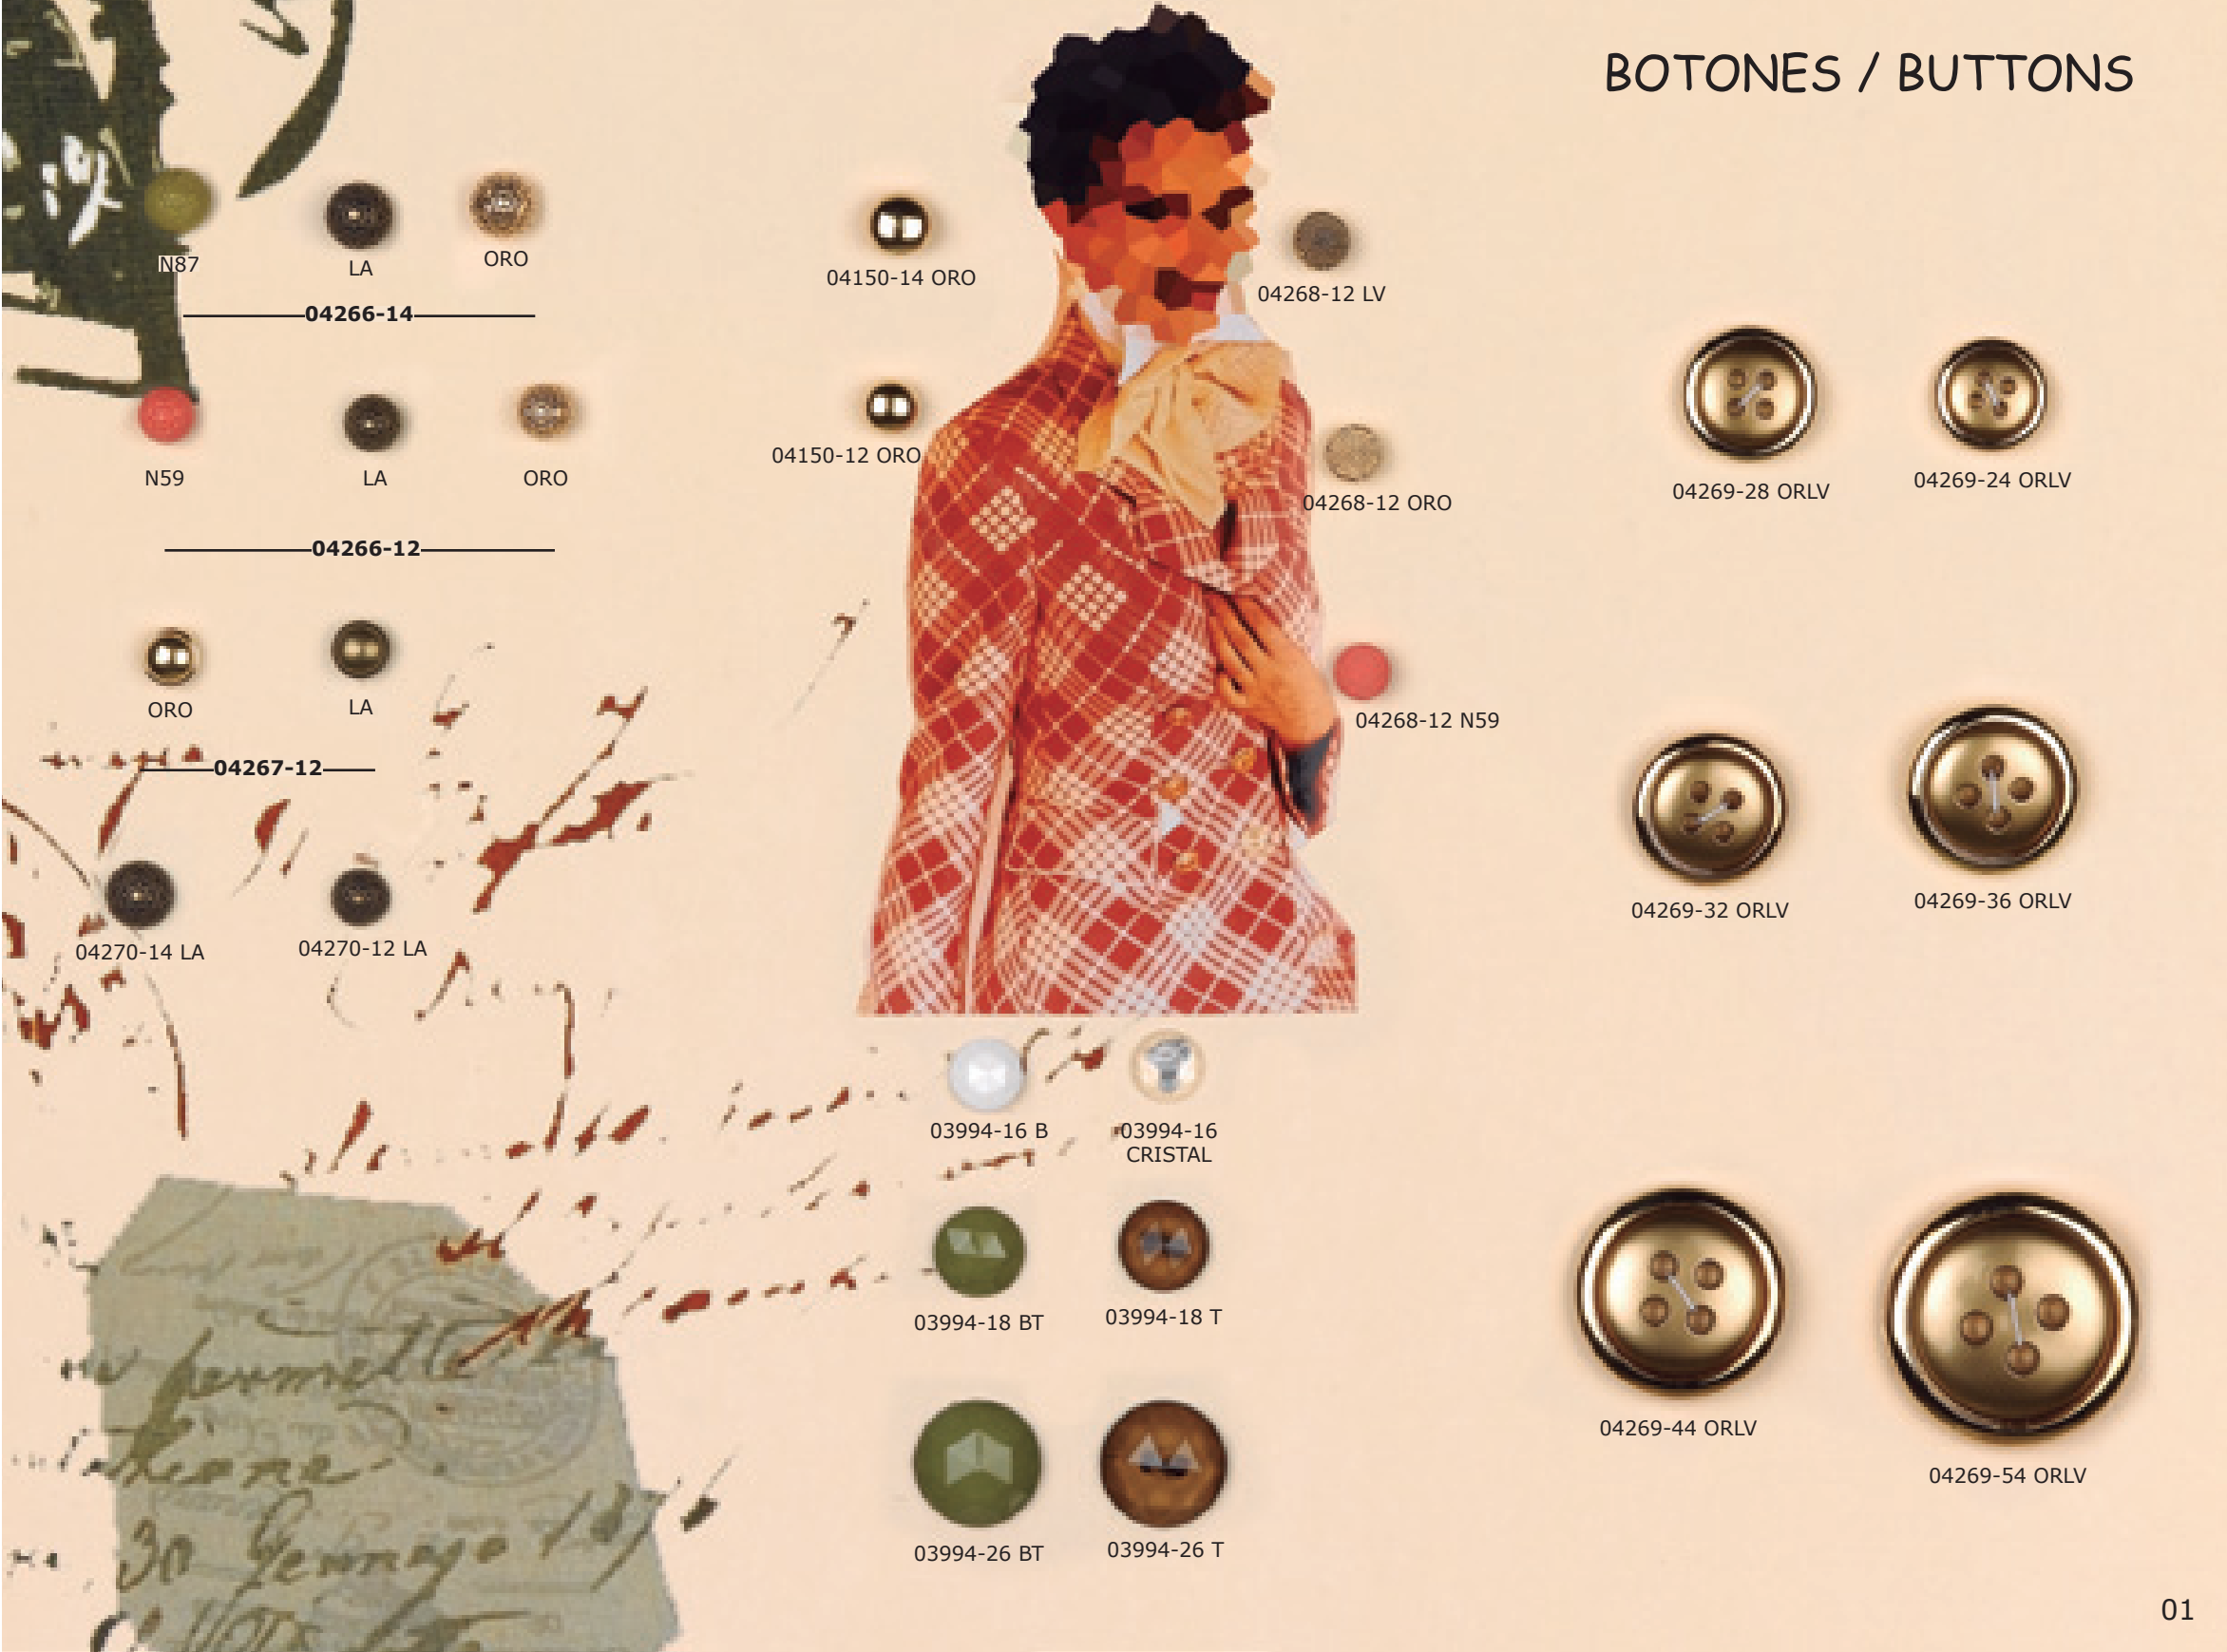 BOTONES / BUTTONS
N87
LA
ORO
04266-14
N59
LA
ORO
04266-12
ORO
LA
04267-12
04270-14 LA
04270-12 LA
04150-14 ORO
04150-12 ORO
04268-12 LV
04268-12 ORO
04268-12 N59
03994-16 B
03994-16
CRISTAL
03994-18 BT
03994-18 T
03994-26 BT
03994-26 T
04269-28 ORLV
04269-24 ORLV
04269-32 ORLV
04269-36 ORLV
04269-44 ORLV
04269-54 ORLV
30 Gennajo
01